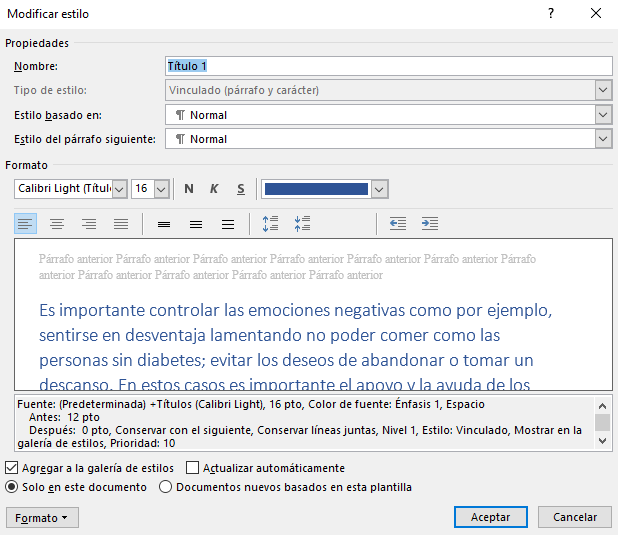 Modificar estilo ?
Propiedades
Nombre: Título 1
Tipo de estilo: Vinculado (párrafo y carácter)
Estilo basado en: ¶ Normal
Estilo del párrafo siguiente: ¶ Normal
Formato
Calibri Light (Títul 16 N K S
Párrafo anterior Párrafo anterior Párrafo anterior Párrafo anterior Párrafo anterior Párrafo anterior Párrafo
anterior Párrafo anterior Párrafo anterior Párrafo anterior Párrafo anterior
Es importante controlar las emociones negativas como por ejemplo,
sentirse en desventaja lamentando no poder comer como las
personas sin diabetes; evitar los deseos de abandonar o tomar un
descanso. En estos casos es importante el apoyo y la ayuda de los
Fuente: (Predeterminada) +Títulos (Calibri Light), 16 pto, Color de fuente: Énfasis 1, Espacio
Antes: 12 pto
Después: 0 pto, Conservar con el siguiente, Conservar líneas juntas, Nivel 1, Estilo: Vinculado, Mostrar en la
galería de estilos, Prioridad: 10
Agregar a la galería de estilos Actualizar automáticamente
Solo en este documento Documentos nuevos basados en esta plantilla
Formato Aceptar Cancelar